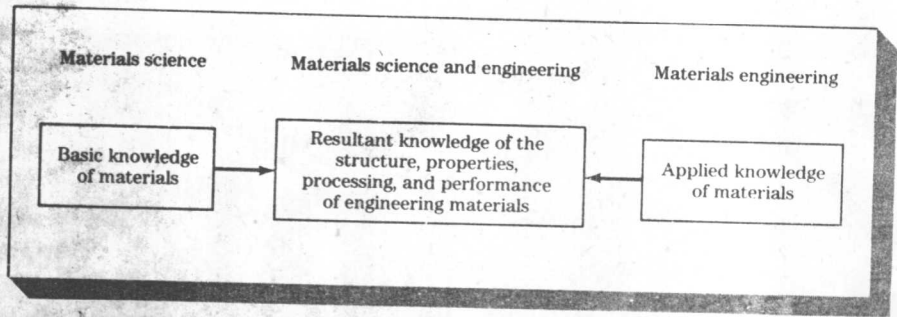 Materials science
Materials science and engineering
Materials engineering
Basic knowledge
of materials
Resultant knowledge of the
structure, properties,
processing, and performance
of engineering materials
Applied knowledge
of materials